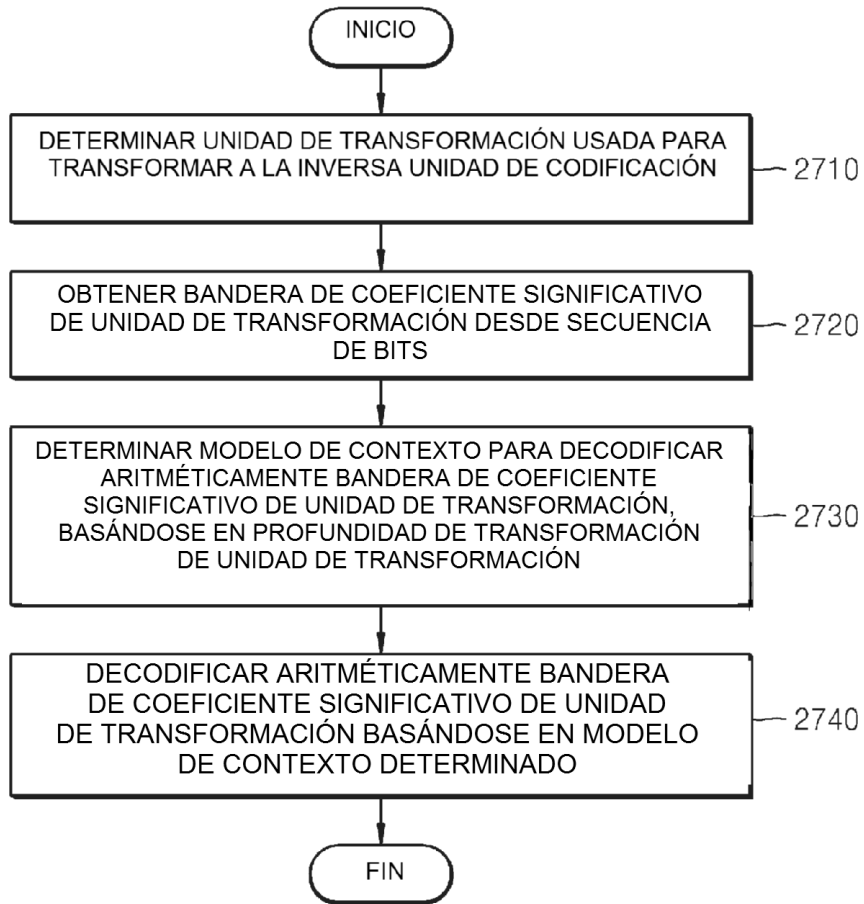 INICIO
DETERMINAR UNIDAD DE TRANSFORMACIÓN USADA PARA
TRANSFORMAR A LA INVERSA UNIDAD DE CODIFICACIÓN
2710
OBTENER BANDERA DE COEFICIENTE SIGNIFICATIVO
DE UNIDAD DE TRANSFORMACIÓN DESDE SECUENCIA
DE BITS
2720
DETERMINAR MODELO DE CONTEXTO PARA DECODIFICAR
ARITMÉTICAMENTE BANDERA DE COEFICIENTE
SIGNIFICATIVO DE UNIDAD DE TRANSFORMACIÓN,
BASÁNDOSE EN PROFUNDIDAD DE TRANSFORMACIÓN
DE UNIDAD DE TRANSFORMACIÓN
2730
DECODIFICAR ARITMÉTICAMENTE BANDERA
DE COEFICIENTE SIGNIFICATIVO DE UNIDAD
DE TRANSFORMACIÓN BASÁNDOSE EN MODELO
DE CONTEXTO DETERMINADO
2740
FIN